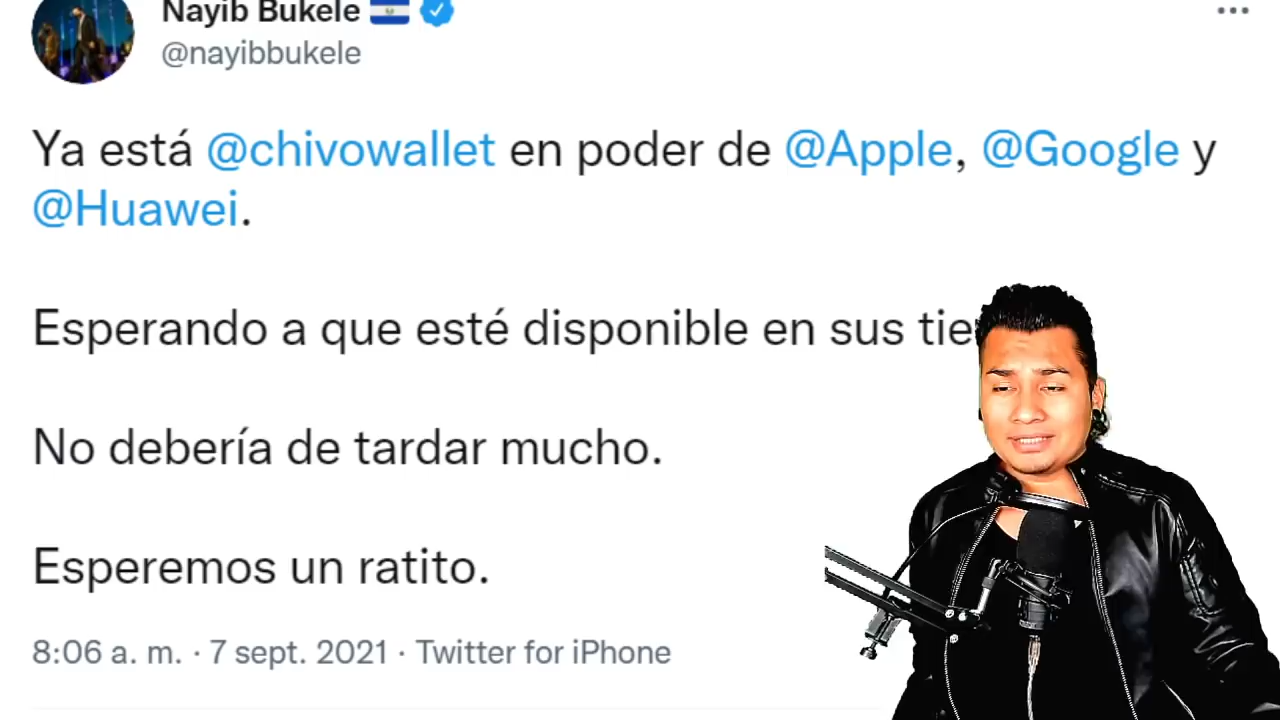 Nayib Bukele
@nayibbukele
Ya está @chivowallet en poder de @Apple, @Google y
@Huawei.
Esperando a que esté disponible en sus
No debería de tardar mucho.
Esperemos un ratito.
8:06 a. m. · 7 sept. 2021 · Twitter for iPhone